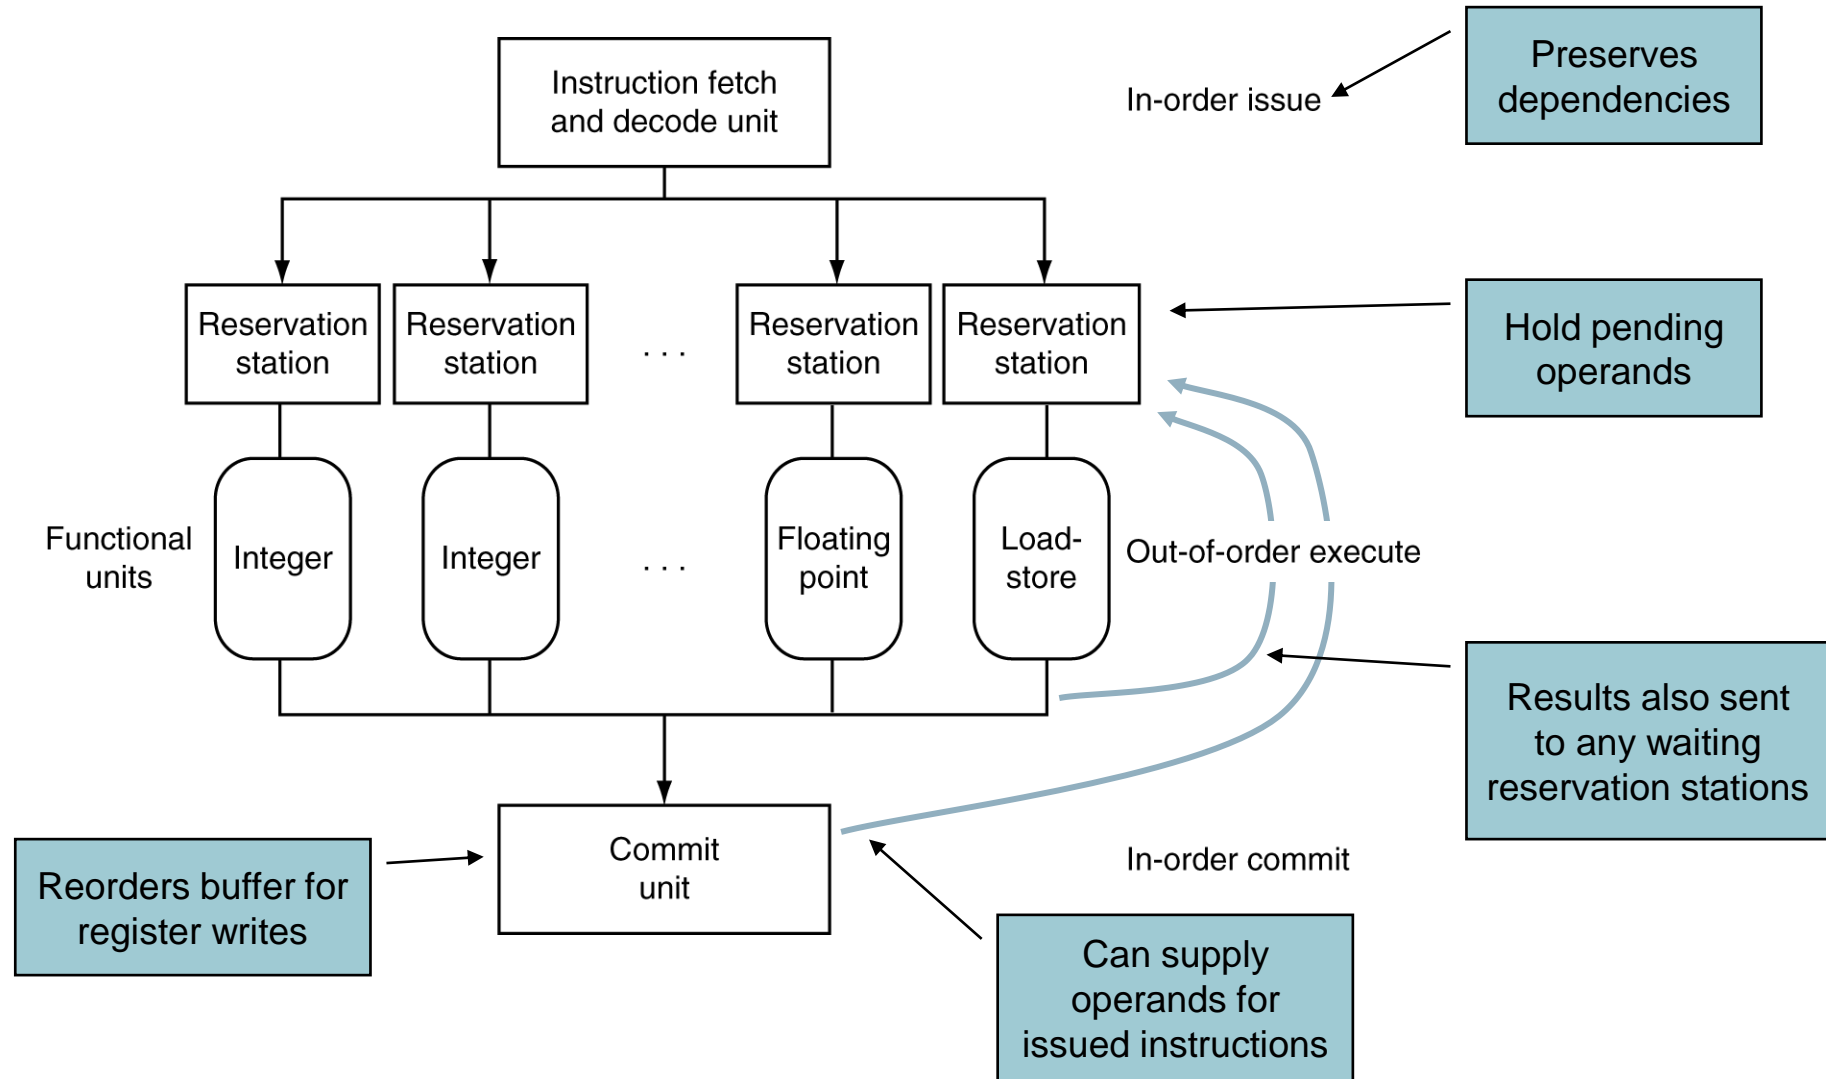 Instruction fetch
and decode unit
In-order issue
Preserves
dependencies
Reservation
station
Reservation
station
. . .
Reservation
station
Reservation
station
Hold pending
operands
Functional
units
Integer
Integer
. . .
Floating
point
Load-
store
Out-of-order execute
Results also sent
to any waiting
reservation stations
Commit
unit
In-order commit
Reorders buffer for
register writes
Can supply
operands for
issued instructions